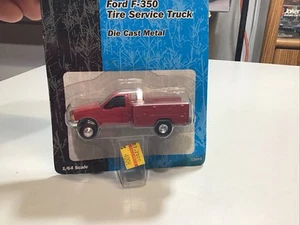 Ford F-350
Tire Service Truck
Die Cast Metal
1/64 Scale